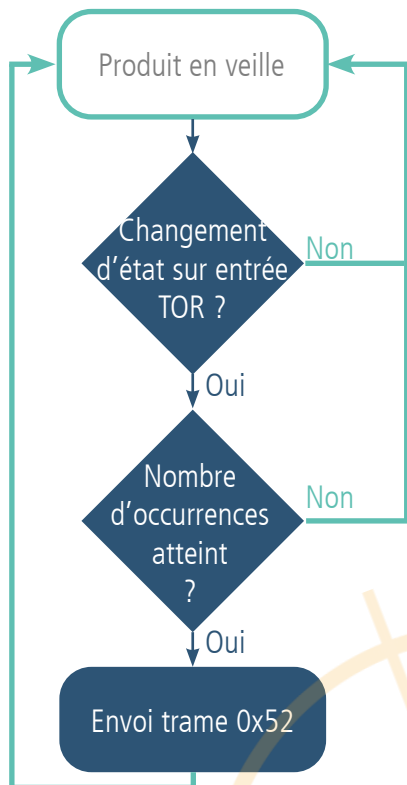 Produit en veille
Changement
d'état sur entrée
TOR ?
Non
Oui
Nombre
d'occurrences
atteint
?
Non
Oui
Envoi trame 0x52